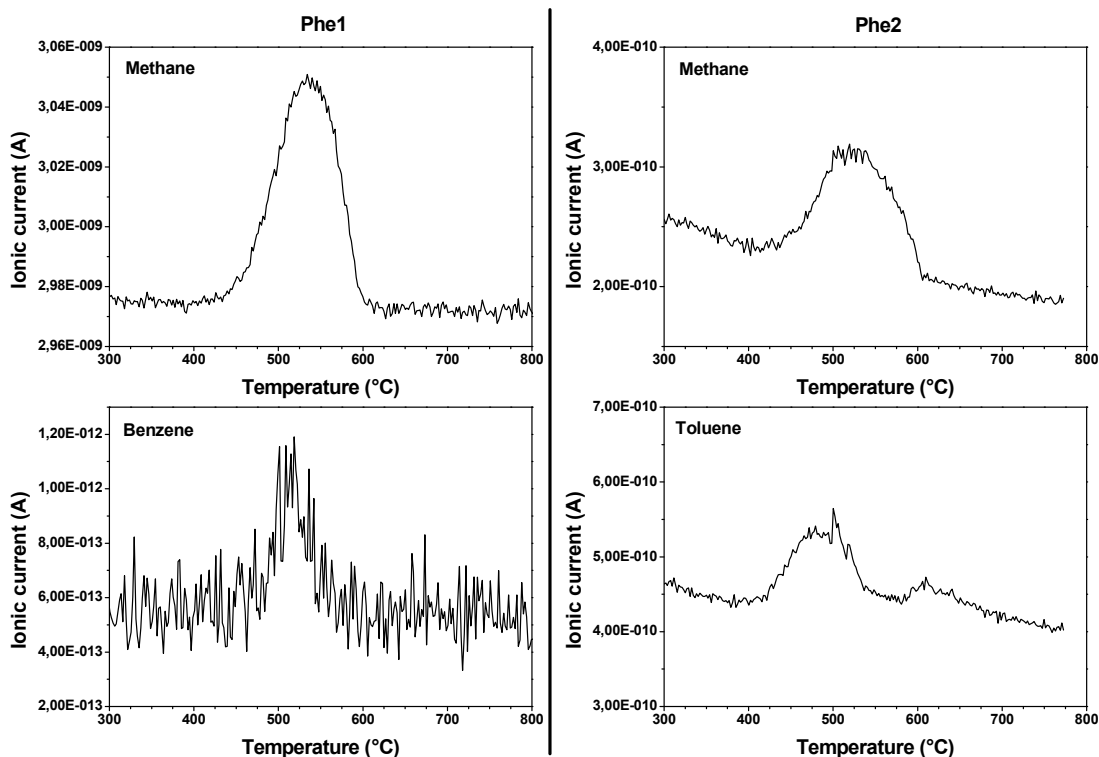 Phe1
Methane
3,06E-009
3,04E-009
3,02E-009
3,00E-009
2,98E-009
2,96E-009
Ionic current (A)
300 400 500 600 700 800
Temperature (°C)
Benzene
1,20E-012
1,00E-012
8,00E-013
6,00E-013
4,00E-013
2,00E-013
Ionic current (A)
300 400 500 600 700 800
Temperature (°C)
Phe2
Methane
4,00E-010
3,00E-010
2,00E-010
Ionic current (A)
300 400 500 600 700 800
Temperature (°C)
Toluene
7,00E-010
6,00E-010
5,00E-010
4,00E-010
3,00E-010
Ionic current (A)
300 400 500 600 700 800
Temperature (°C)